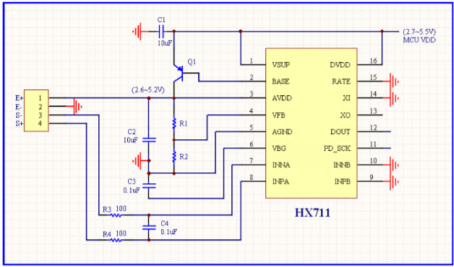 C1
10uF
(2.7~5.5V)
MCU VDD
Q1
1 VSUP DVDD 16
2 BASE RATE 15
3 AVDD XI 14
4 VFB XO 13
5 AGND DOUT 12
6 VBG PD_SCK 11
7 INNA INNB 10
8 INPA INPB 9
HX711
(2.6~5.2V)
E+ 1
E- 2
S- 3
S+ 4
R1
C2
10uF
R2
C3
0.1uF
R3 100
C4
0.1uF
R4 100